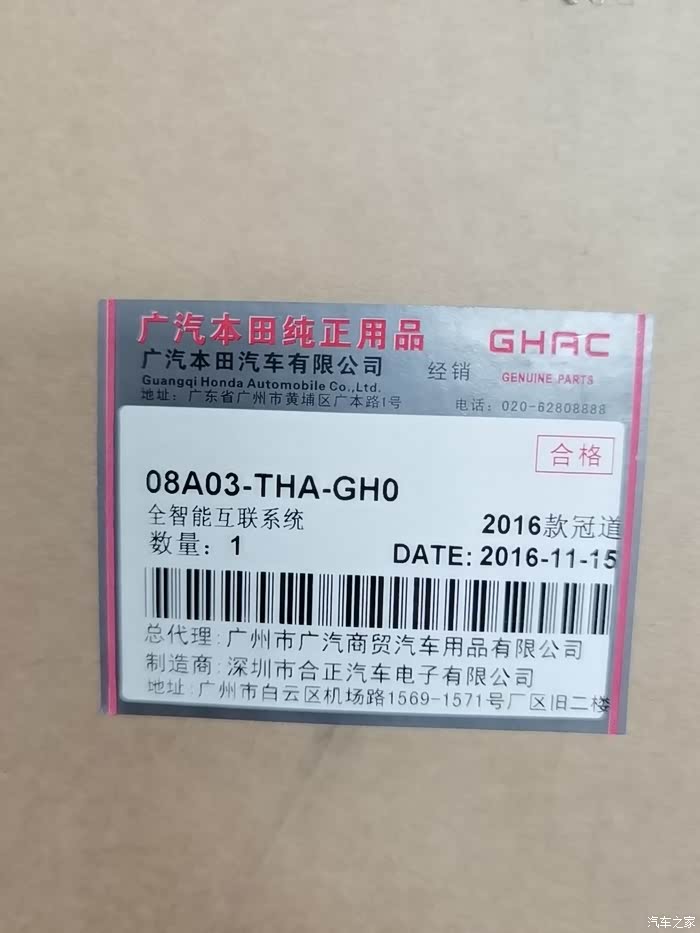 广汽本田纯正用品
GHAC
广汽本田汽车有限公司
经销
GENUINE PARTS
Guangqi Honda Automobile Co.,Ltd.
地址: 广东省广州市黄埔区广本路1号
电话: 020-62808888
合格
08A03-THA-GH0
全智能互联系统
2016款冠道
数量: 1
DATE: 2016-11-15
总代理: 广州市广汽商贸汽车用品有限公司
制造商: 深圳市合正汽车电子有限公司
地址: 广州市白云区机场路1569-1571号厂区旧二楼
汽车之家